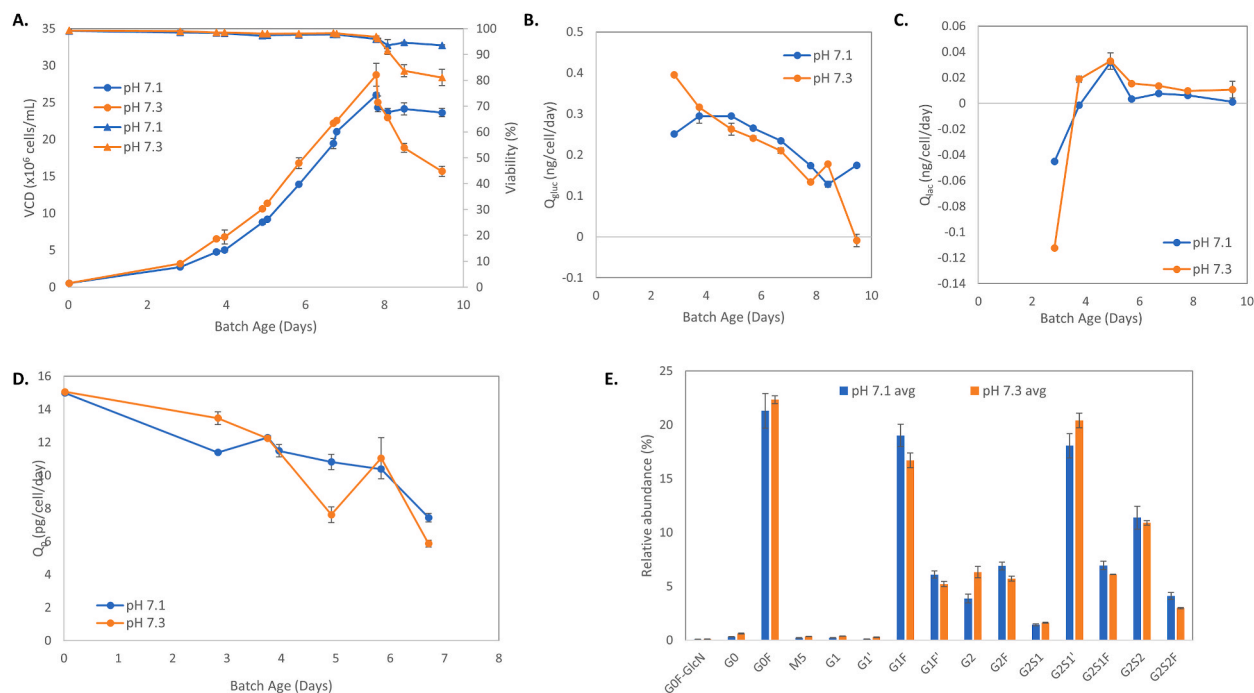 A.
35
30
25
20
15
10
5
0
VCD (x10⁶ cells/mL)
pH 7.1
pH 7.3
pH 7.1
pH 7.3
100
90
80
70
60
50
40
30
20
10
0
Viability (%)
0 2 4 6 8 10
Batch Age (Days)
B.
0.5
0.4
0.3
0.2
0.1
0
-0.1
Qgluc (ng/cell/day)
pH 7.1
pH 7.3
0 2 4 6 8 10
Batch Age (Days)
C.
0.06
0.04
0.02
0
-0.02
-0.04
-0.06
-0.08
-0.1
-0.12
-0.14
Qlac (ng/cell/day)
pH 7.1
pH 7.3
0 2 4 6 8 10
Batch Age (Days)
D.
16
14
12
10
8
6
4
2
0
Qp (pg/cell/day)
pH 7.1
pH 7.3
0 1 2 3 4 5 6 7 8
Batch Age (Days)
E.
25
20
15
10
5
0
Relative abundance (%)
pH 7.1 avg pH 7.3 avg
G0F-GlcN G0 G0F M5 G1 G1' G1F G1F' G2 G2F G2S1 G2S1' G2S1F G2S2 G2S2F